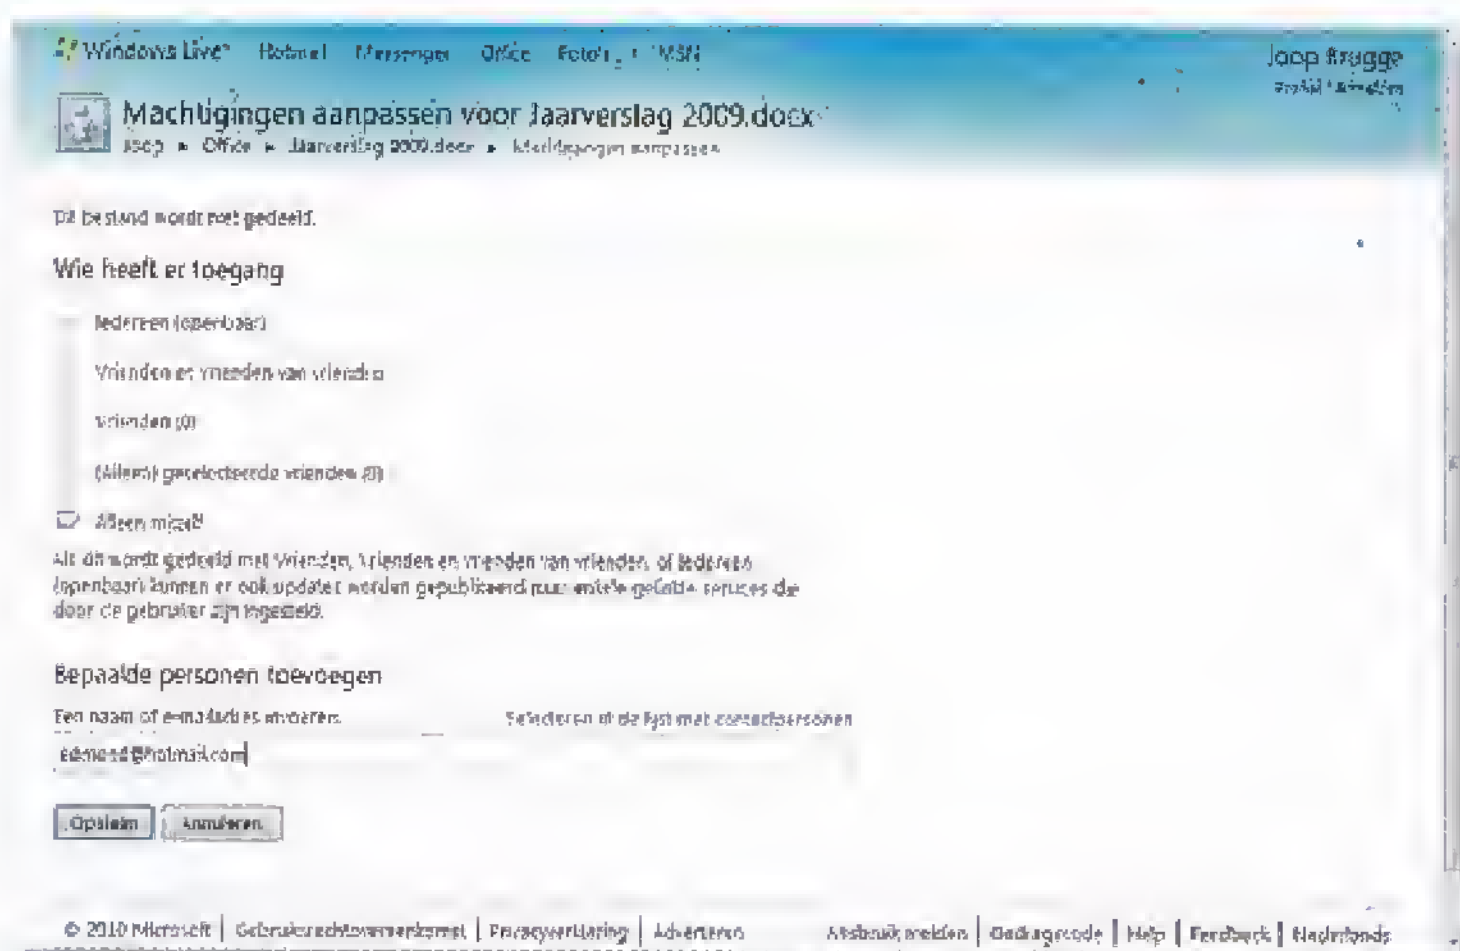 Windows Live Hotmail Messenger Office Foto's MSN
Joop Brugge
Profiel Afmelden
Machtigingen aanpassen voor Jaarverslag 2009.docx
Joop ▸ Office ▸ Jaarverslag 2009.docx ▸ Machtigingen aanpassen
Dit bestand wordt niet gedeeld.
Wie heeft er toegang
Iedereen (openbaar)
Vrienden en vrienden van vrienden
Vrienden (0)
(Alleen) geselecteerde vrienden (0)
Alleen mijzelf
Als dit wordt gedeeld met Vrienden, Vrienden en vrienden van vrienden, of Iedereen
(openbaar) kunnen er ook updates worden gepubliceerd naar services die
door de gebruiker zijn ingesteld.
Bepaalde personen toevoegen
Een naam of e-mailadres invoeren:
Selecteren uit de lijst met contactpersonen
@hotmail.com
Opslaan Annuleren
© 2010 Microsoft | Gebruiksrechtovereenkomst | Privacyverklaring | Adverteren
Misbruik melden | Gedragscode | Help | Feedback | Nederlands